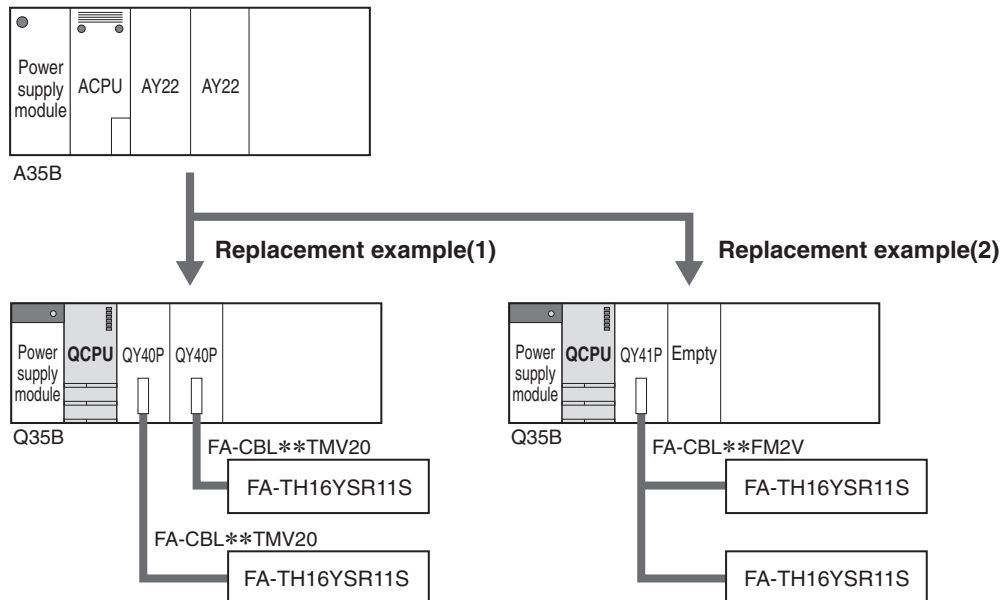 Power
supply
module
ACPU
AY22
AY22
A35B
Replacement example(1)
Replacement example(2)
Power
supply
module
QCPU
QY40P
QY40P
Q35B
FA-CBL**TMV20
FA-TH16YSR11S
FA-CBL**TMV20
FA-TH16YSR11S
Power
supply
module
QCPU
QY41P
Empty
Q35B
FA-CBL**FM2V
FA-TH16YSR11S
FA-TH16YSR11S